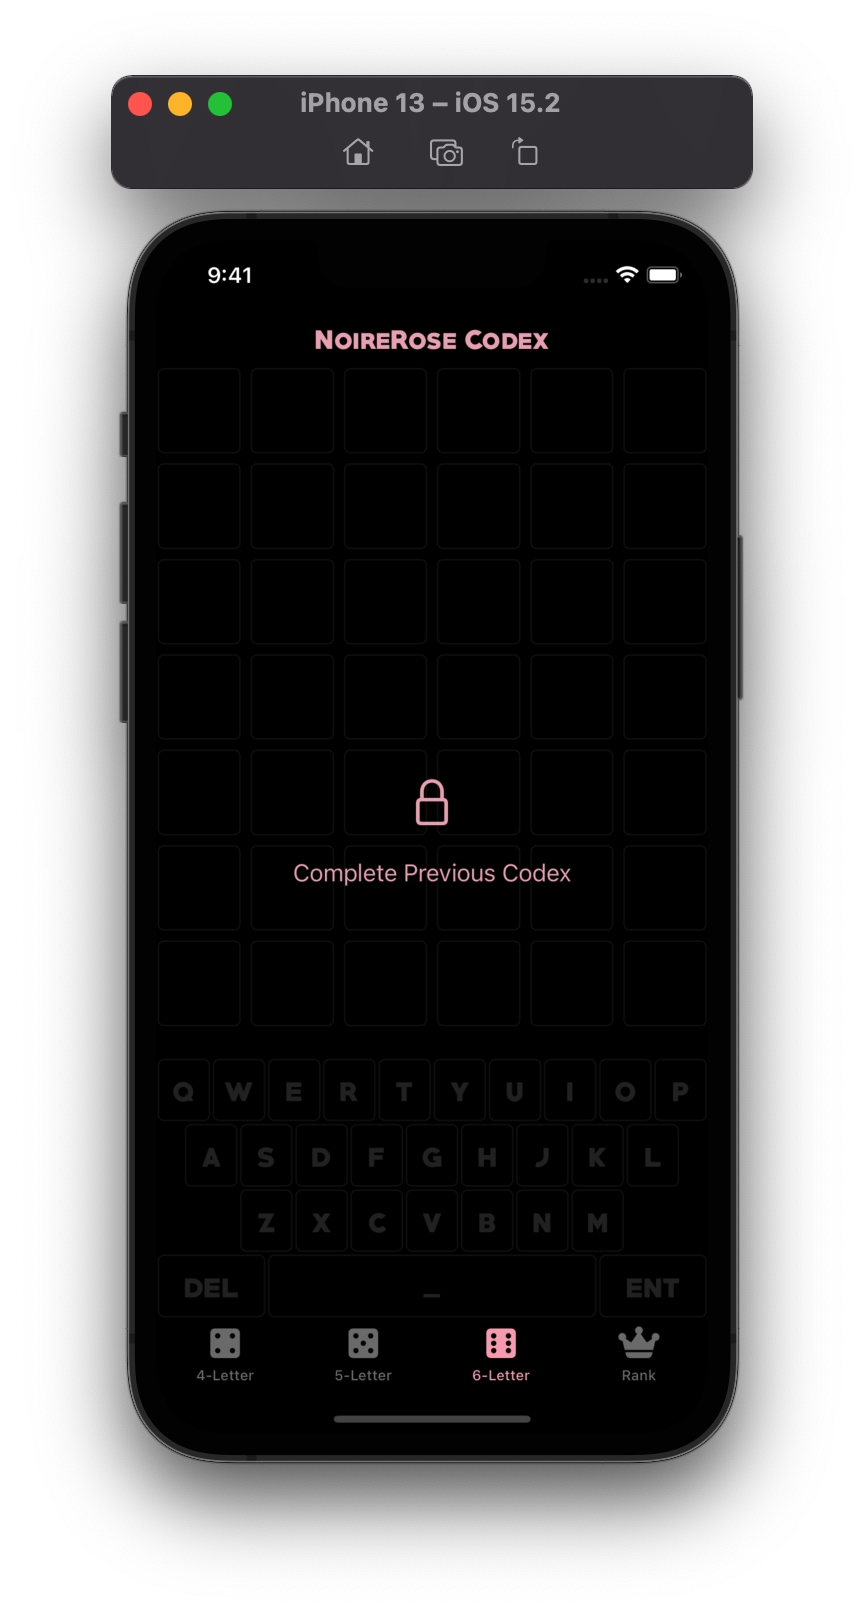 iPhone 13 – iOS 15.2
9:41
NoireRose Codex
Complete Previous Codex
Q W E R T Y U I O P
A S D F G H J K L
Z X C V B N M
DEL _ ENT
4-Letter 5-Letter 6-Letter Rank